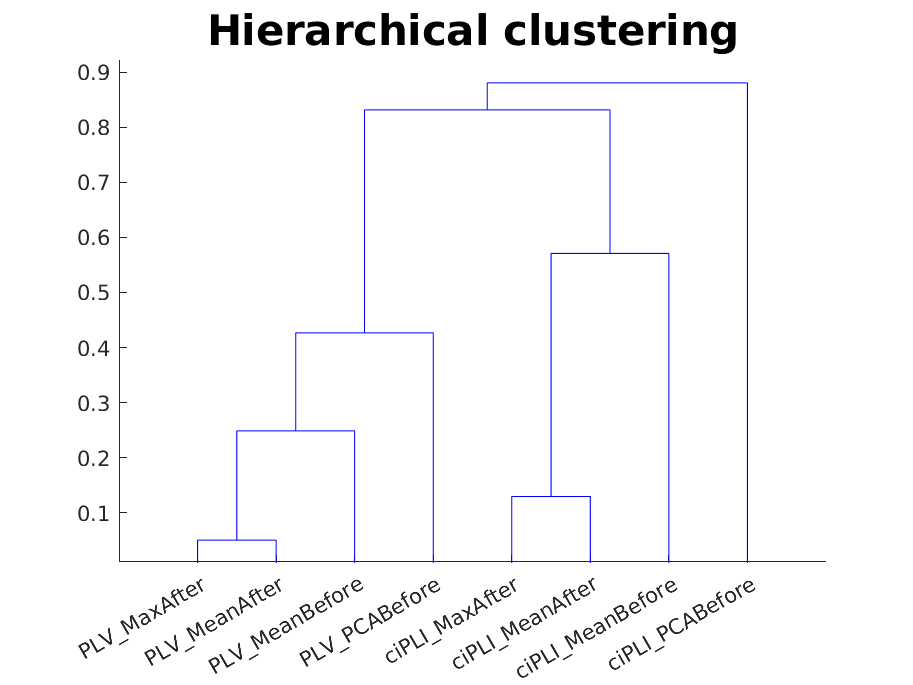 Hierarchical clustering
0.9
0.8
0.7
0.6
0.5
0.4
0.3
0.2
0.1
PLV_MaxAfter
PLV_MeanAfter
PLV_MeanBefore
PLV_PCABefore
ciPLI_MaxAfter
ciPLI_MeanAfter
ciPLI_MeanBefore
ciPLI_PCABefore